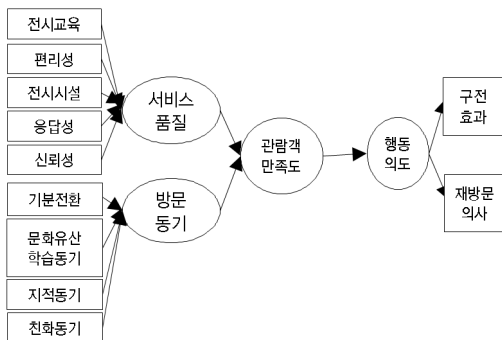 전시교육
편리성
전시시설
응답성
신뢰성
기분전환
문화유산
학습동기
지적동기
친화동기
서비스
품질
방문
동기
관람객
만족도
행동
의도
구전
효과
재방문
의사